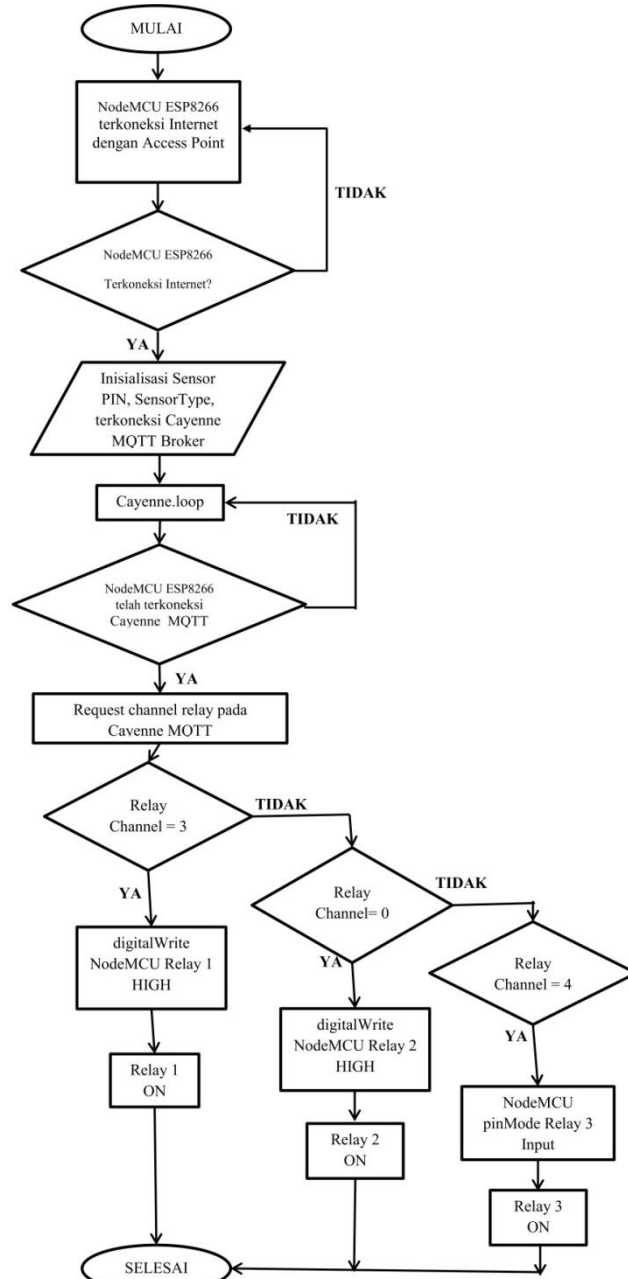 MULAI
NodeMCU ESP8266
terkoneksi Internet
dengan Access Point
TIDAK
NodeMCU ESP8266
Terkoneksi Internet?
YA
Inisialisasi Sensor
PIN, SensorType,
terkoneksi Cayenne
MQTT Broker
Cayenne.loop
TIDAK
NodeMCU ESP8266
telah terkoneksi
Cayenne MQTT
YA
Request channel relay pada
Cayenne MQTT
Relay
Channel = 3
TIDAK
Relay
Channel= 0
TIDAK
Relay
Channel = 4
YA
digitalWrite
NodeMCU Relay 1
HIGH
YA
digitalWrite
NodeMCU Relay 2
HIGH
YA
NodeMCU
pinMode Relay 3
Input
Relay 1
ON
Relay 2
ON
Relay 3
ON
SELESAI